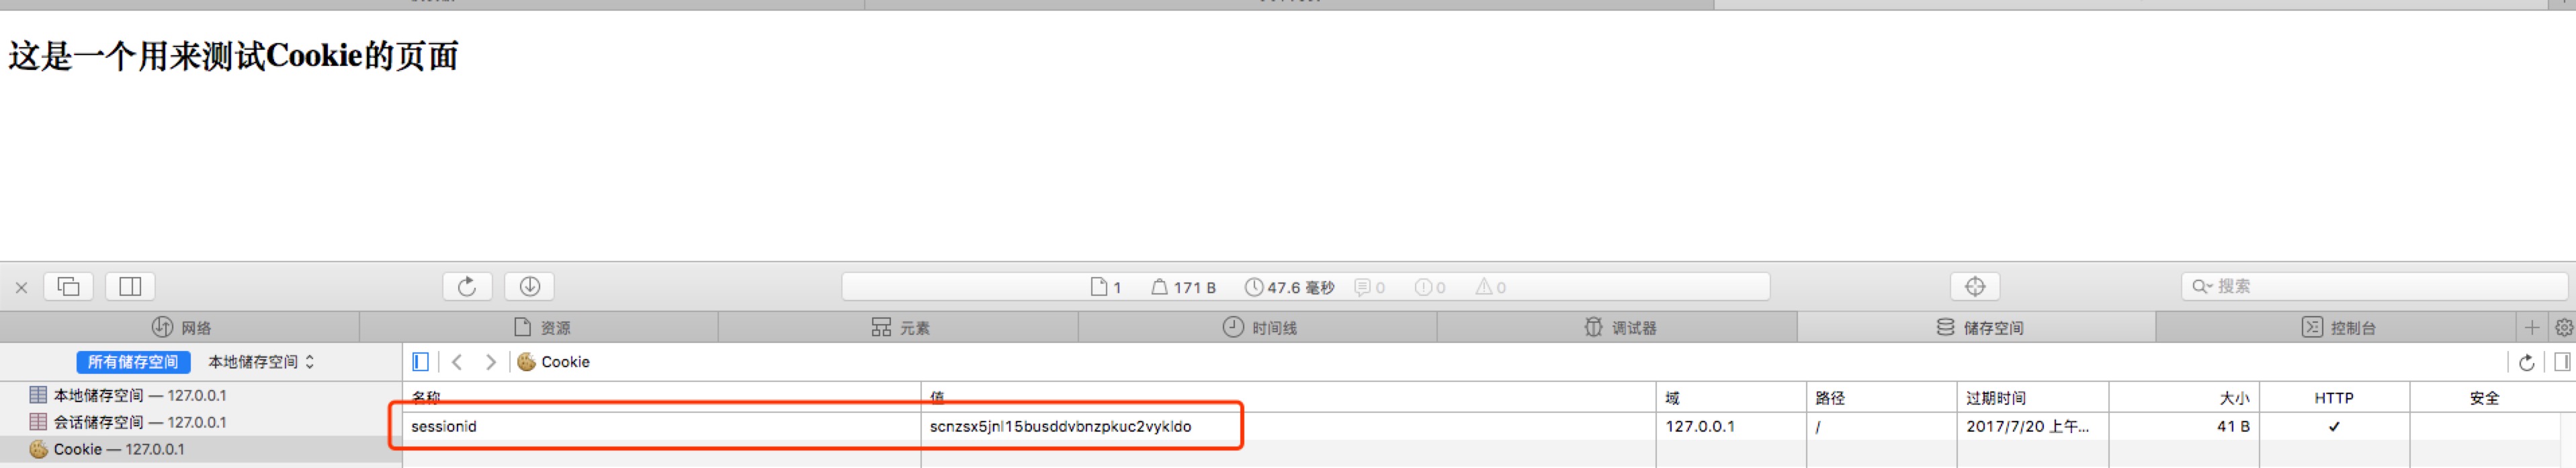 这是一个用来测试Cookie的页面
1 171 B 47.6 毫秒 0 0 0 搜索
网络 资源 元素 时间线 调试器 储存空间 控制台
所有储存空间 本地储存空间 Cookie
本地储存空间 — 127.0.0.1
会话储存空间 — 127.0.0.1
Cookie — 127.0.0.1
名称 值 域 路径 过期时间 大小 HTTP 安全
sessionid scnzsx5jnl15busddvbnzpkuc2vykldo 127.0.0.1 / 2017/7/20 上午... 41 B ✓